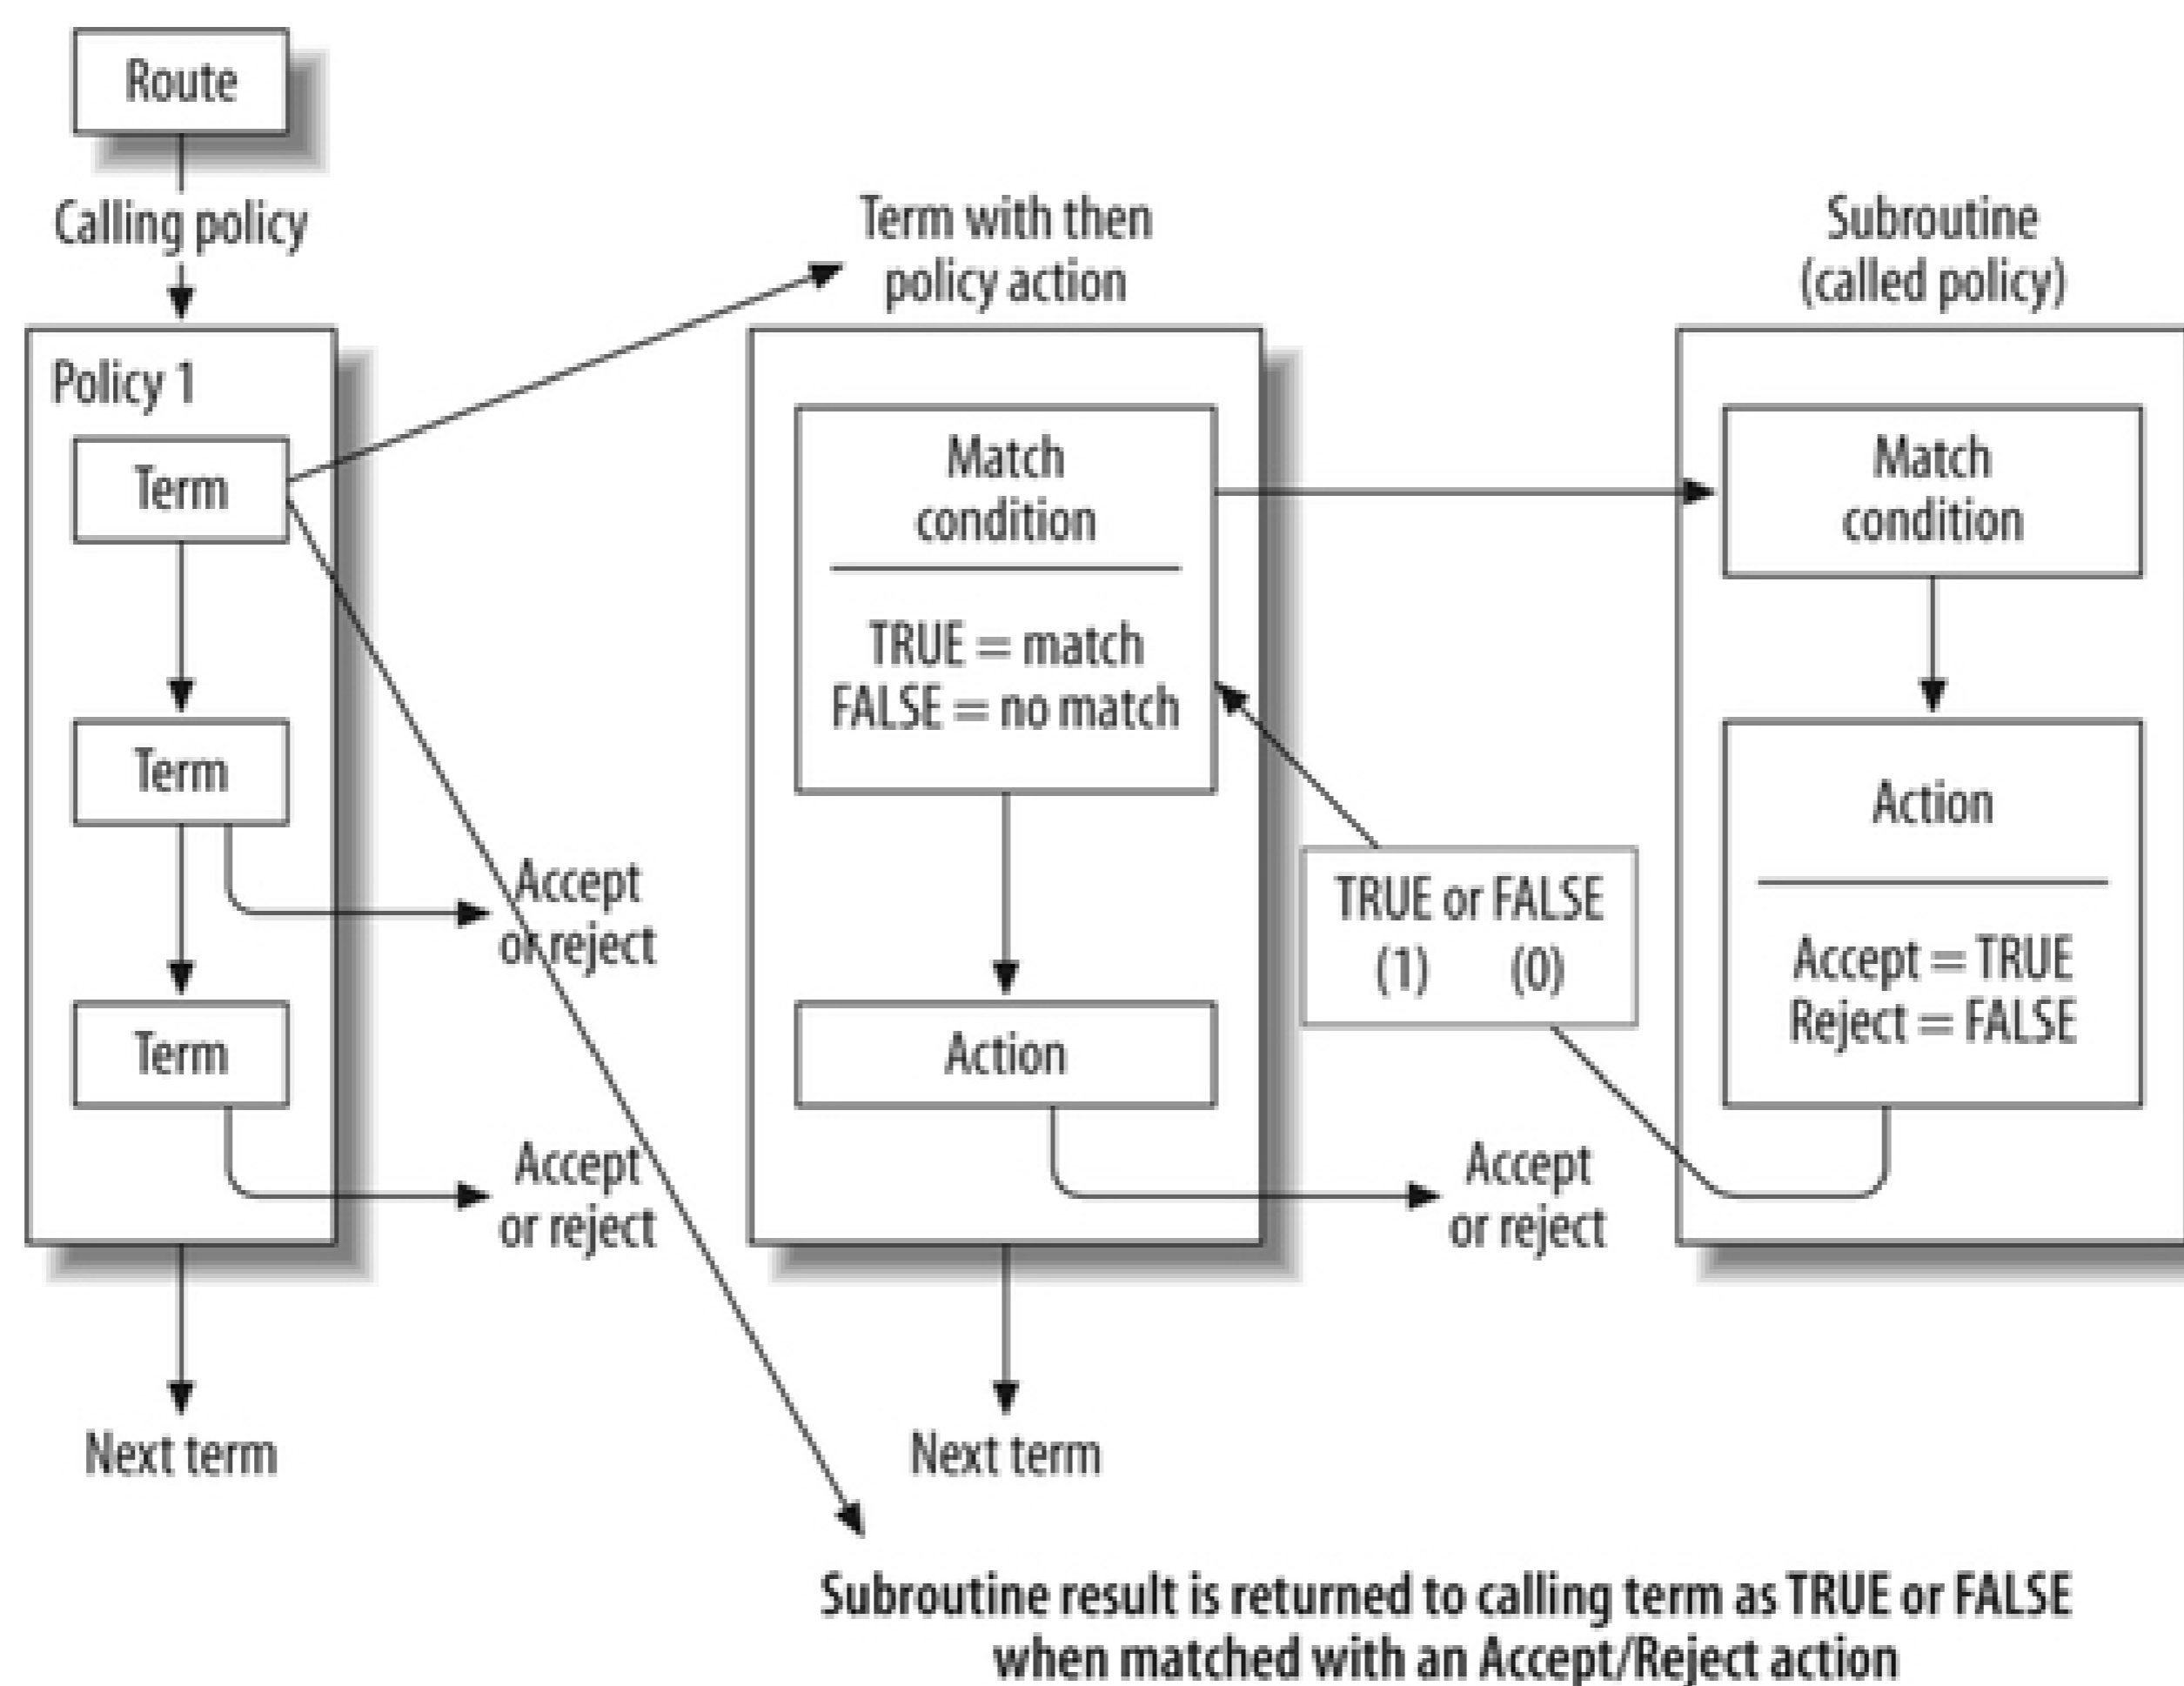 Route
Calling policy
Policy 1
Term
Term
Accept
or reject
Term
Accept
or reject
Next term
Term with then
policy action
Match
condition
TRUE = match
FALSE = no match
Action
Accept
or reject
Next term
TRUE or FALSE
(1) (0)
Subroutine
(called policy)
Match
condition
Action
Accept = TRUE
Reject = FALSE
Subroutine result is returned to calling term as TRUE or FALSE
when matched with an Accept/Reject action